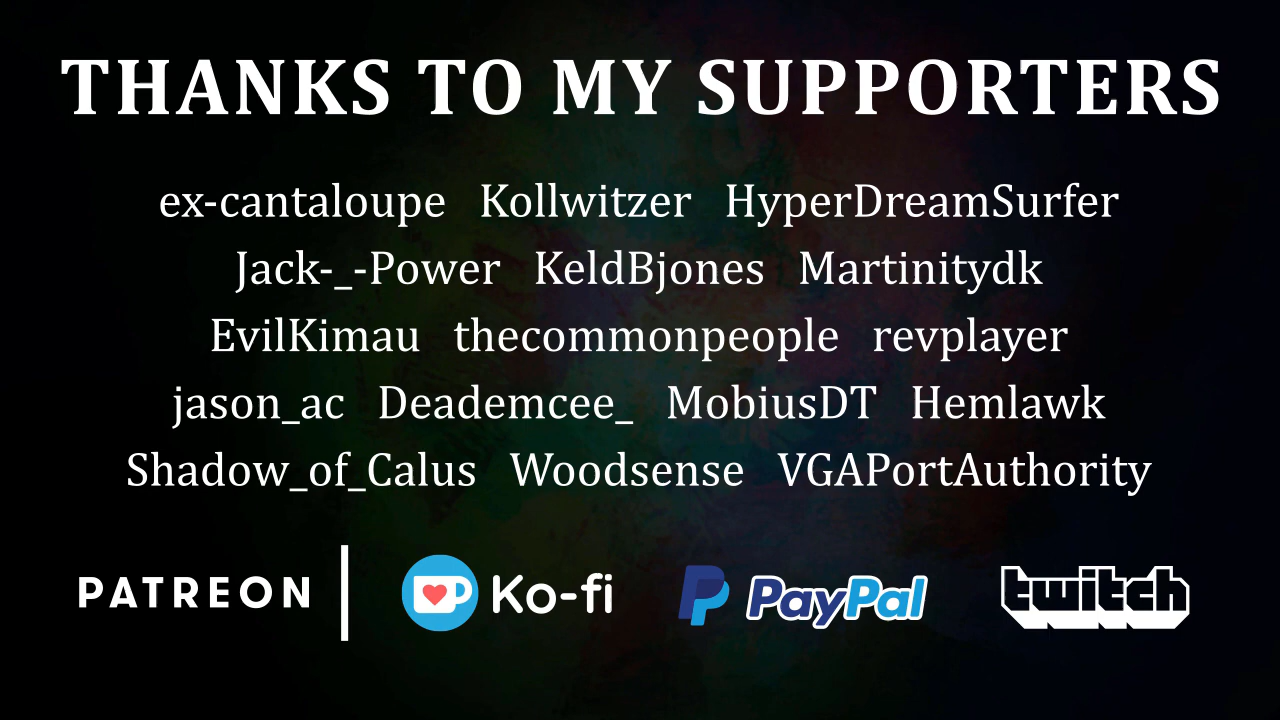 THANKS TO MY SUPPORTERS
ex-cantaloupe Kollwitzer HyperDreamSurfer
Jack-_-Power KeldBjones Martinitydk
EvilKimau thecommonpeople revplayer
jason_ac Deademcee_ MobiusDT Hemlawk
Shadow_of_Calus Woodsense VGAPortAuthority
PATREON Ko-fi PayPal twitch